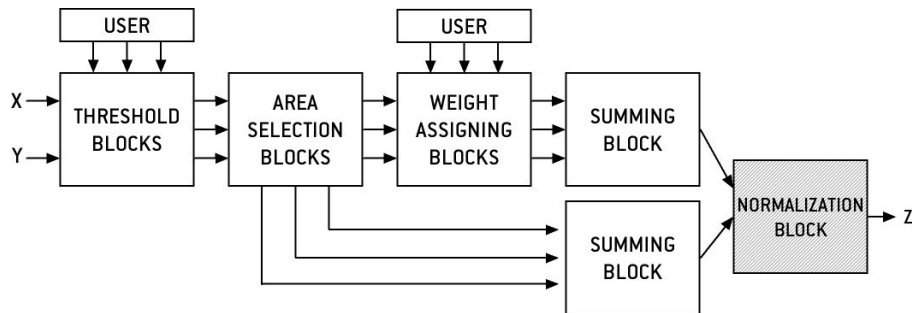 USER
USER
X
Y
THRESHOLD
BLOCKS
AREA
SELECTION
BLOCKS
WEIGHT
ASSIGNING
BLOCKS
SUMMING
BLOCK
SUMMING
BLOCK
NORMALIZATION
BLOCK
Z